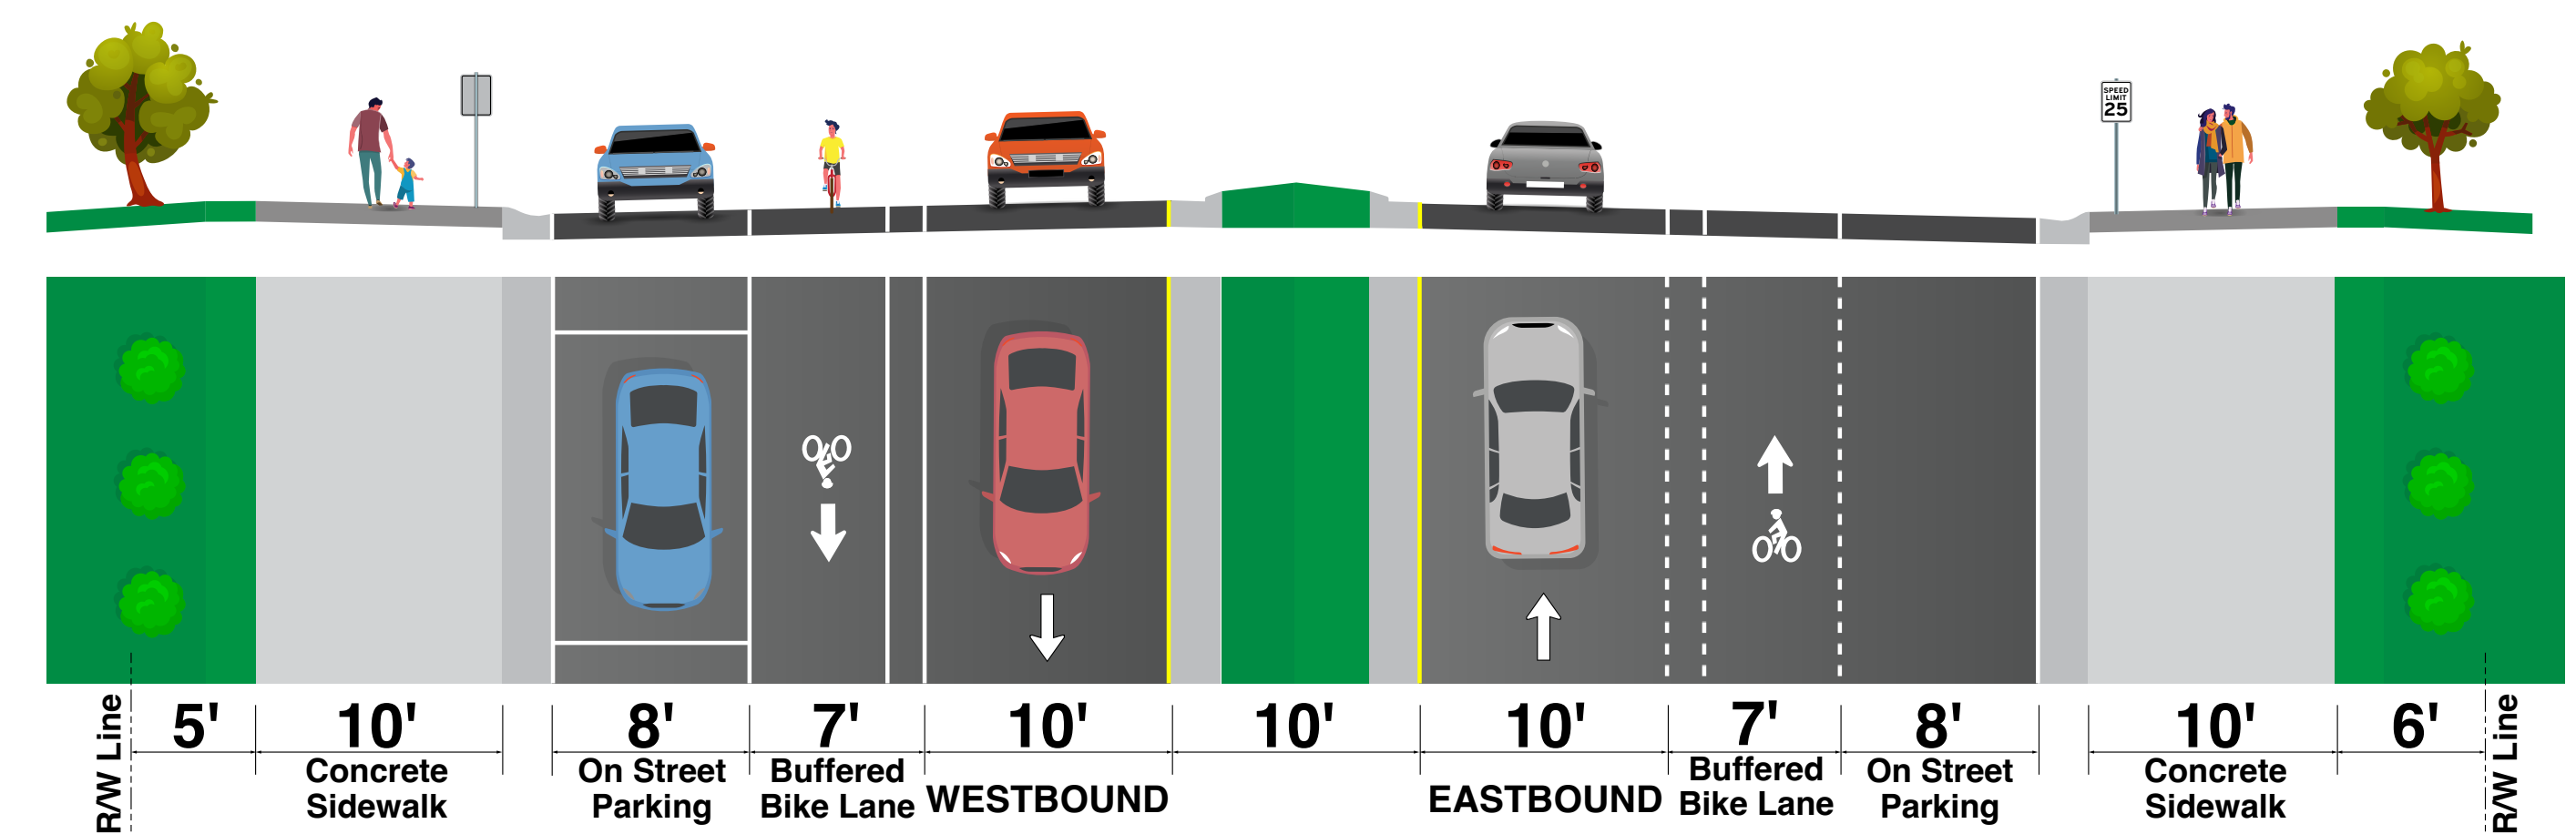 SPEED
LIMIT
25
R/W Line
5'
10'
Concrete
Sidewalk
8'
On Street
Parking
7'
Buffered
Bike Lane
10'
WESTBOUND
10'
10'
EASTBOUND
7'
Buffered
Bike Lane
8'
On Street
Parking
10'
Concrete
Sidewalk
6'
R/W Line